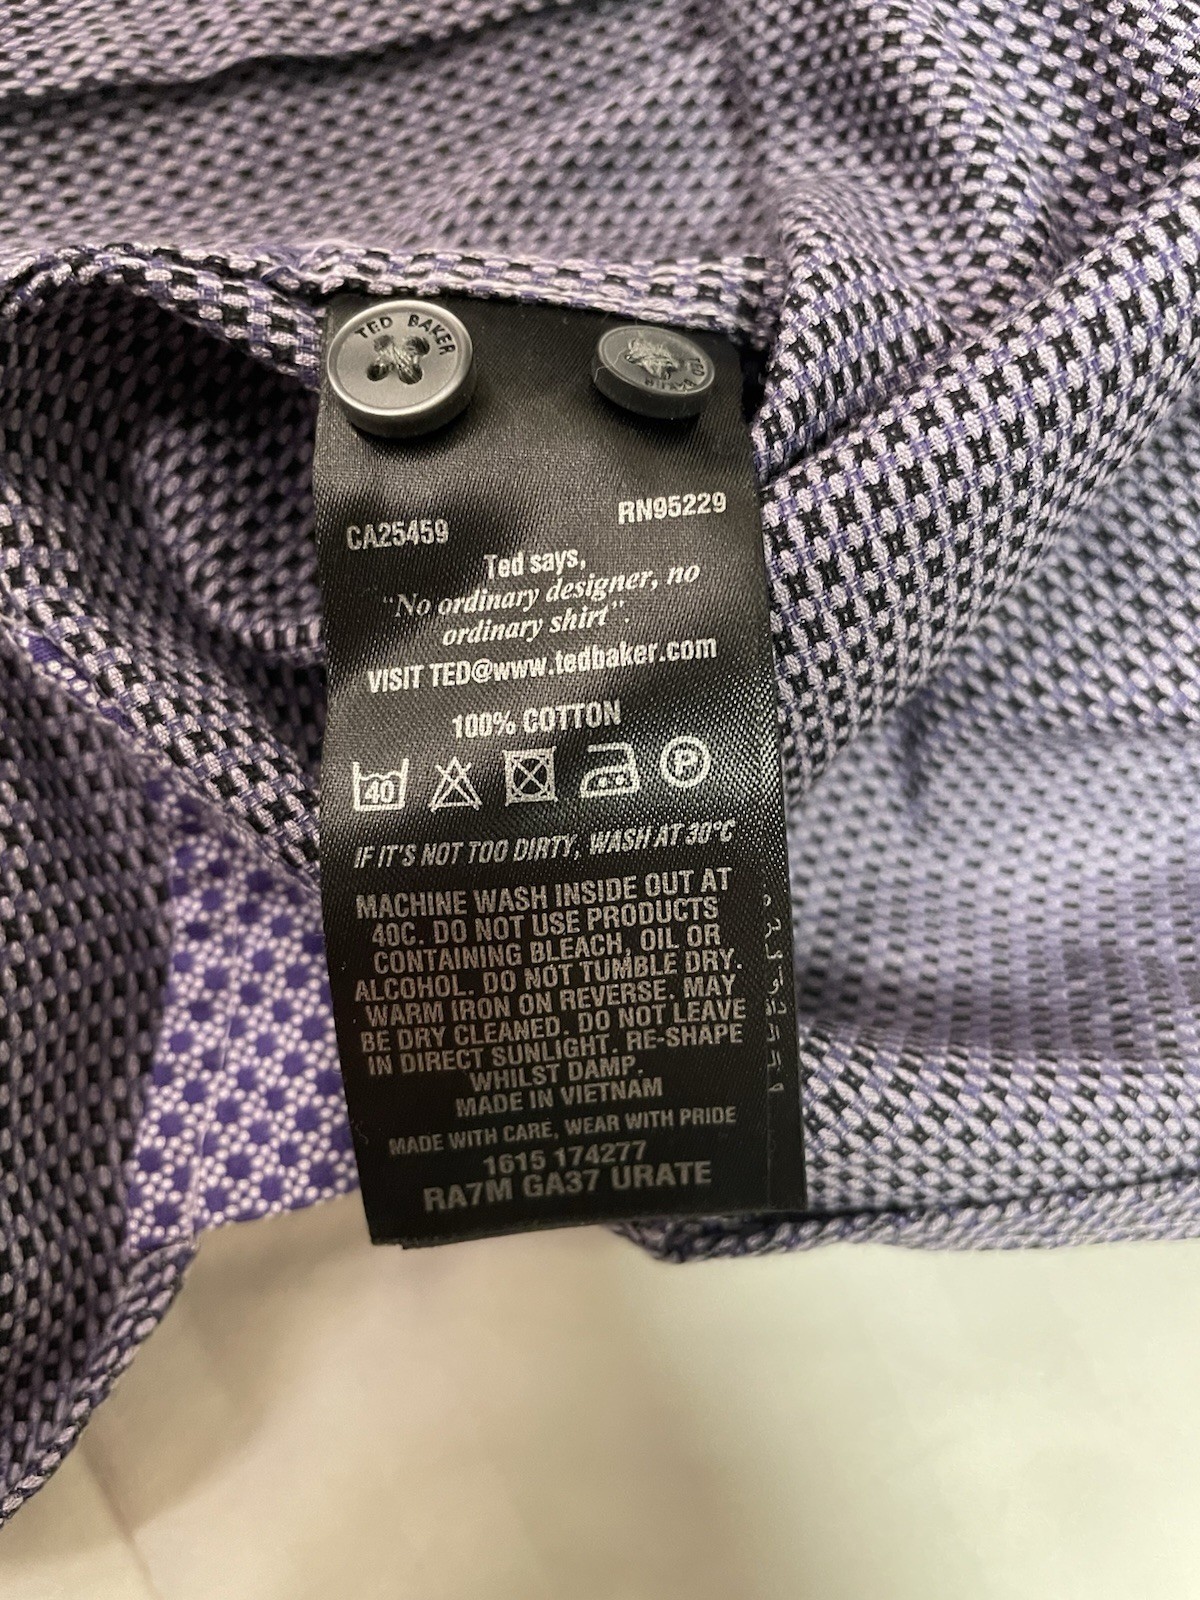 TED BAKER
TED BAKER
CA25459
RN95229
Ted says,
"No ordinary designer, no
ordinary shirt".
VISIT TED@www.tedbaker.com
100% COTTON
40
P
IF IT'S NOT TOO DIRTY, WASH AT 30°C
MACHINE WASH INSIDE OUT AT
40C. DO NOT USE PRODUCTS
CONTAINING BLEACH, OIL OR
ALCOHOL. DO NOT TUMBLE DRY.
WARM IRON ON REVERSE. MAY
BE DRY CLEANED. DO NOT LEAVE
IN DIRECT SUNLIGHT. RE-SHAPE
WHILST DAMP.
MADE IN VIETNAM
MADE WITH CARE, WEAR WITH PRIDE
1615 174277
RA7M GA37 URATE